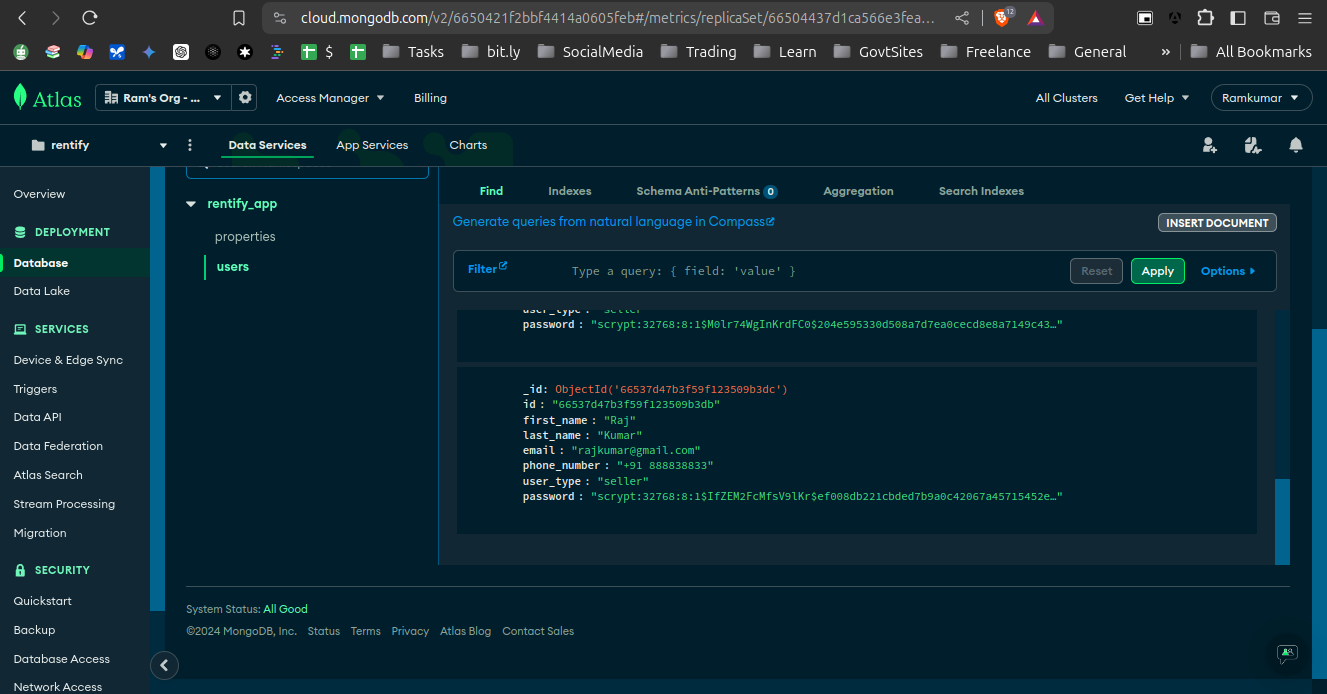 cloud.mongodb.com/v2/6650421f2bbf4414a0605feb#/metrics/replicaSet/66504437d1ca566e3fea...
12
$
Tasks
bit.ly
SocialMedia
Trading
Learn
GovtSites
Freelance
General
»
All Bookmarks
Atlas
Ram's Org - ...
Access Manager
Billing
All Clusters
Get Help
Ramkumar
rentify
Data Services
App Services
Charts
Overview
DEPLOYMENT
Database
Data Lake
SERVICES
Device & Edge Sync
Triggers
Data API
Data Federation
Atlas Search
Stream Processing
Migration
SECURITY
Quickstart
Backup
Database Access
Network Access
rentify_app
properties
users
Find
Indexes
Schema Anti-Patterns 0
Aggregation
Search Indexes
Generate queries from natural language in Compass
INSERT DOCUMENT
Filter
Type a query: { field: 'value' }
Reset
Apply
Options
user_type : "seller"
password : "scrypt:32768:8:1$M0lr74WgInKrdFC0$204e595330d508a7d7ea0cecd8e8a7149c43…"
_id: ObjectId('66537d47b3f59f123509b3dc')
id : "66537d47b3f59f123509b3db"
first_name : "Raj"
last_name : "Kumar"
email : "rajkumar@gmail.com"
phone_number : "+91 888838833"
user_type : "seller"
password : "scrypt:32768:8:1$IfZEM2FcMfsV9lKr$ef008db221cbded7b9a0c42067a45715452e…"
System Status: All Good
©2024 MongoDB, Inc.
Status
Terms
Privacy
Atlas Blog
Contact Sales